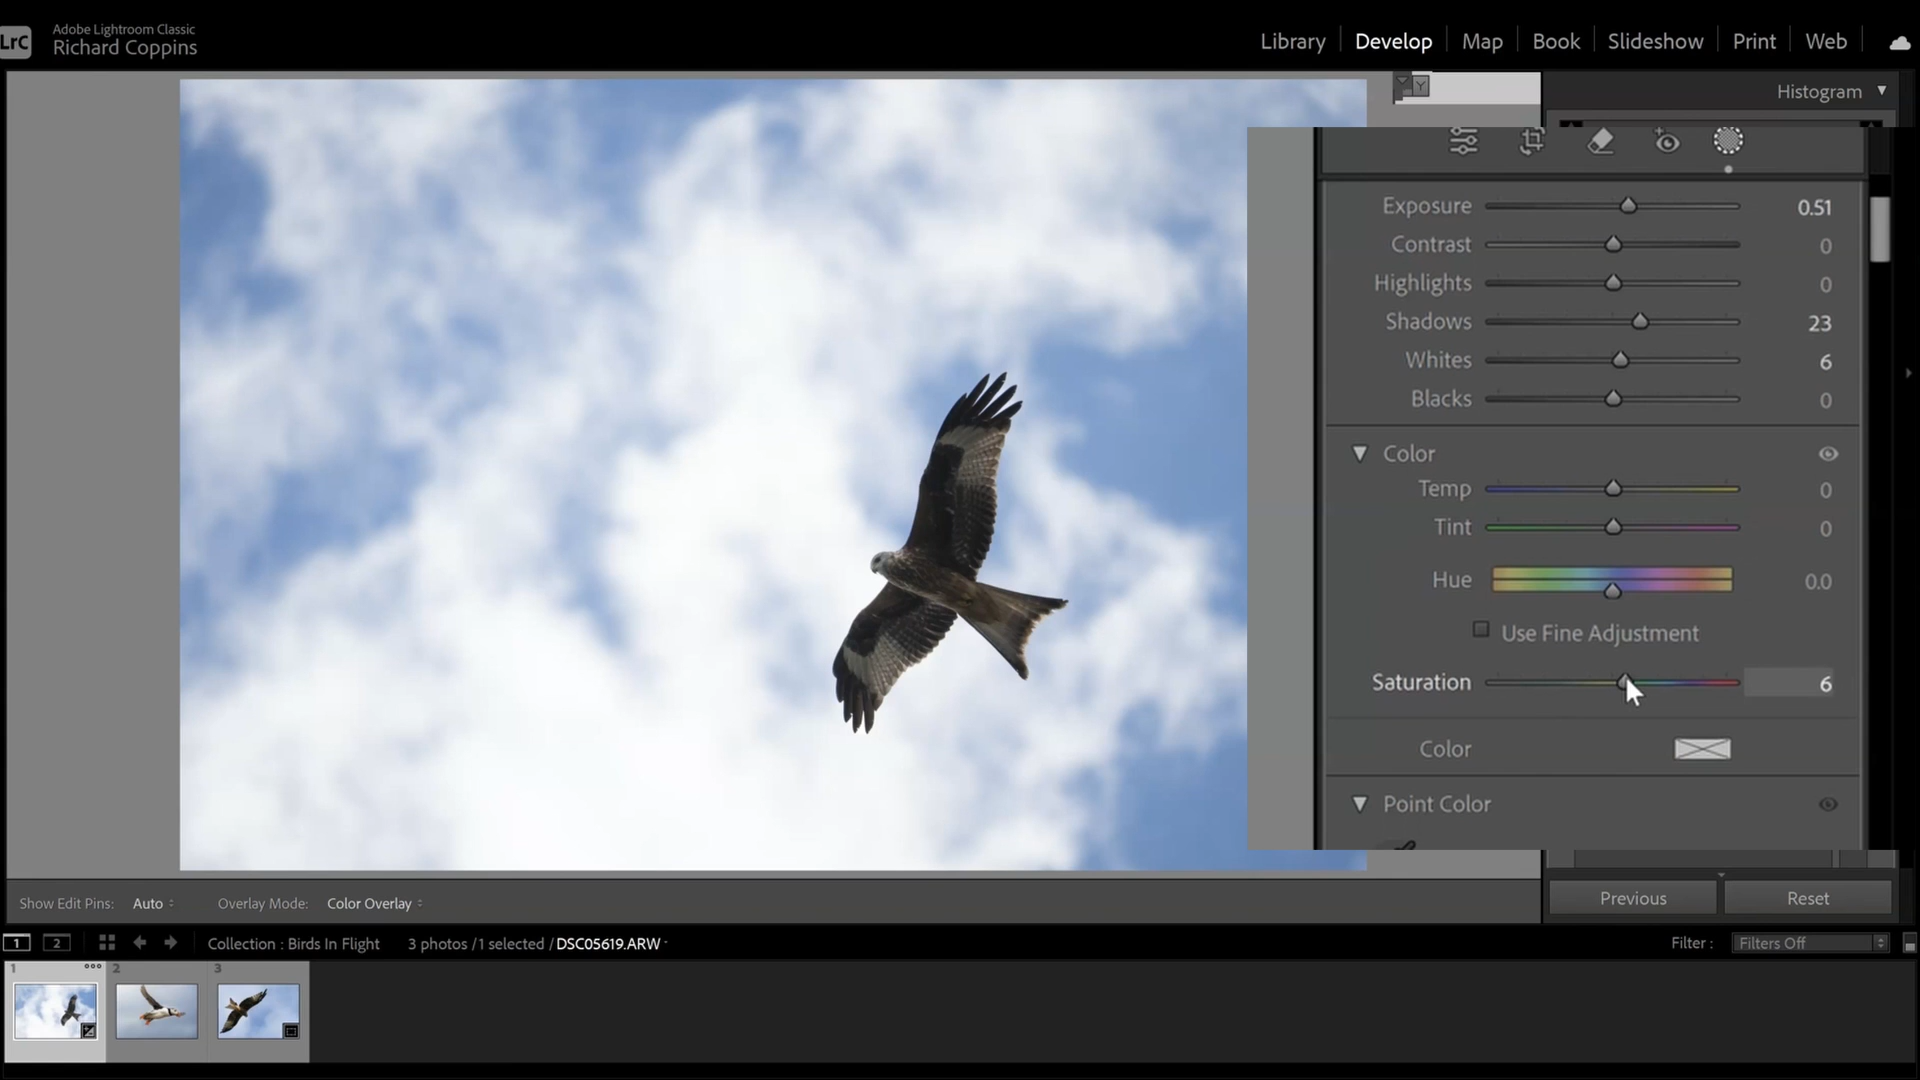 LrC
Adobe Lightroom Classic
Richard Coppins
Library Develop Map Book Slideshow Print Web
Y
Histogram
Exposure 0.51
Contrast 0
Highlights 0
Shadows 23
Whites 6
Blacks 0
Color
Temp 0
Tint 0
Hue 0.0
Use Fine Adjustment
Saturation 6
Color
Point Color
Previous Reset
Show Edit Pins: Auto Overlay Mode: Color Overlay
1 2 Collection : Birds In Flight 3 photos /1 selected / DSC05619.ARW Filter : Filters Off
1 2 3